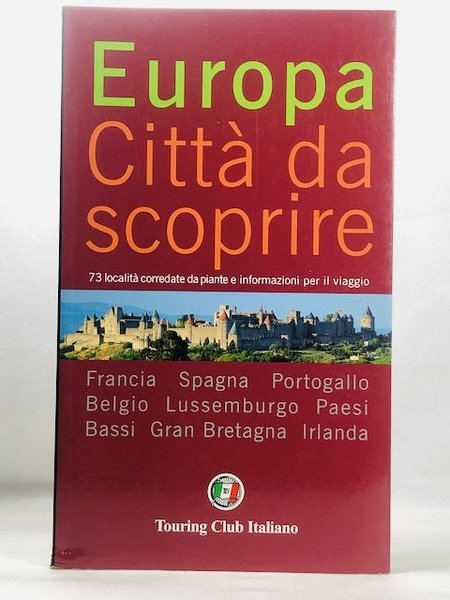 Europa
Città da
scoprire
73 località corredate da piante e informazioni per il viaggio
Francia Spagna Portogallo
Belgio Lussemburgo Paesi
Bassi Gran Bretagna Irlanda
Touring Club Italiano